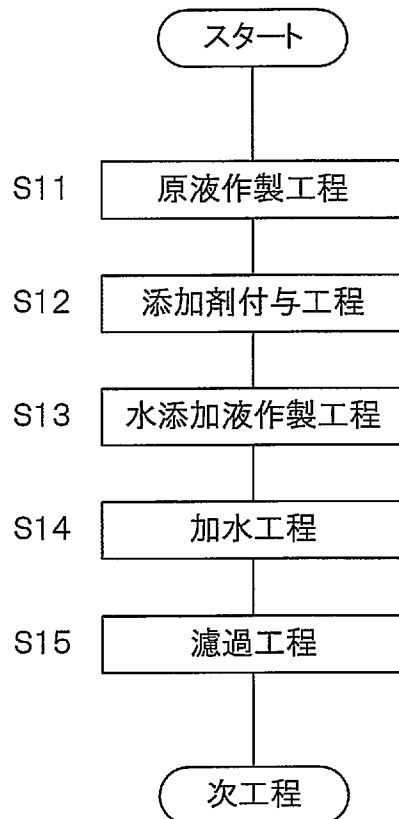 スタート
S11 原液作製工程
S12 添加剤付与工程
S13 水添加液作製工程
S14 加水工程
S15 濾過工程
次工程